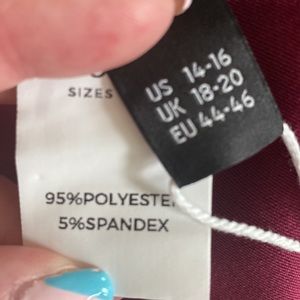 SIZES
US 14-16
UK 18-20
EU 44-46
95%POLYESTER
5%SPANDEX